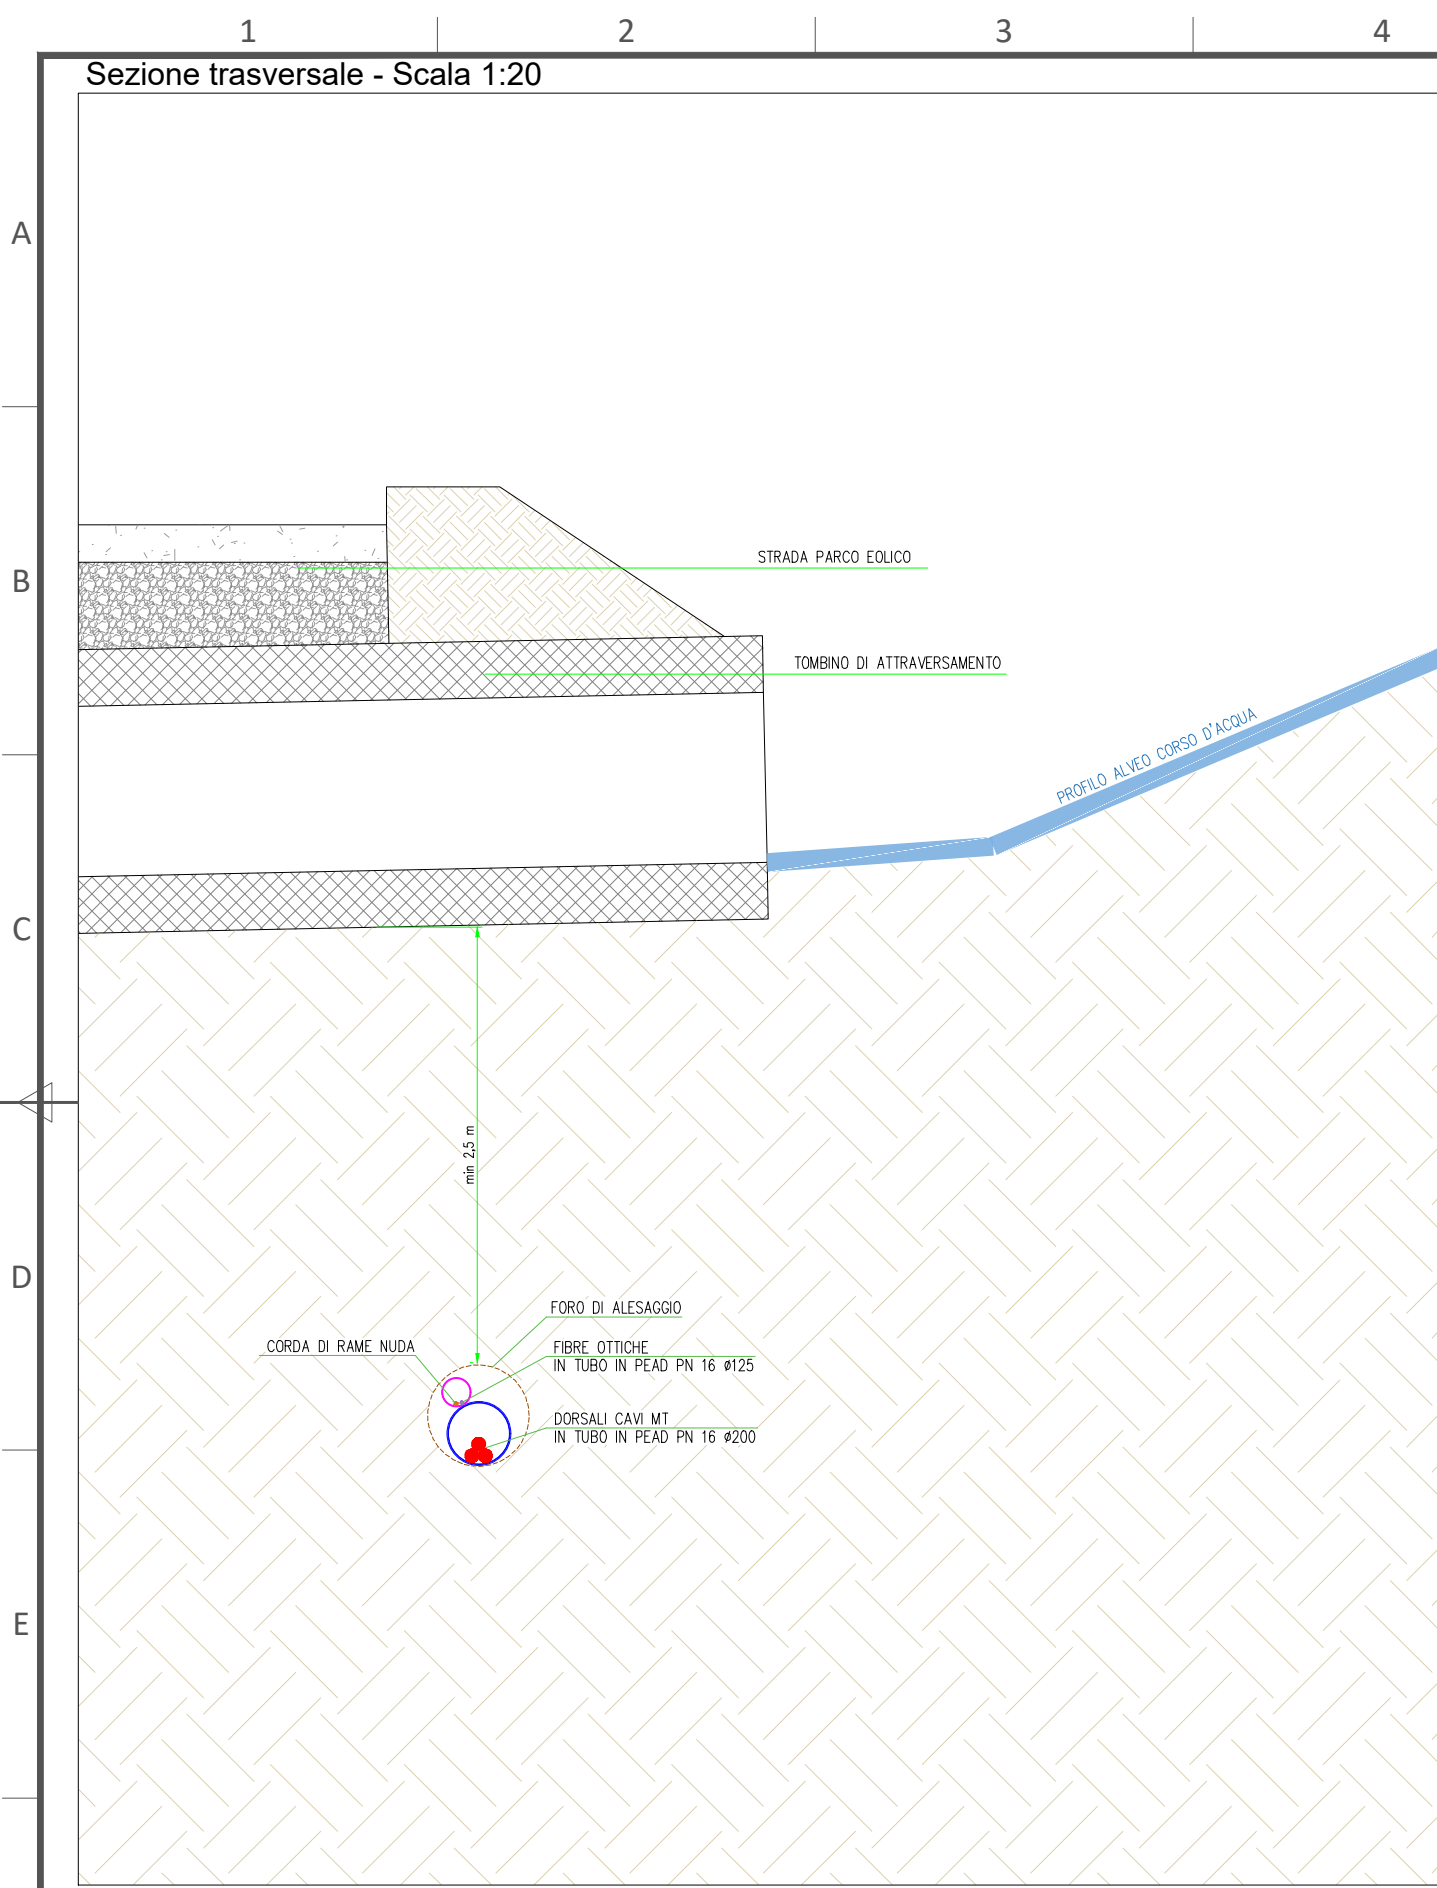 1 2 3 4
Sezione trasversale - Scala 1:20
A
B
STRADA PARCO EOLICO
TOMBINO DI ATTRAVERSAMENTO
PROFILO ALVEO CORSO D'ACQUA
C
min 2,5 m
D
FORO DI ALESAGGIO
CORDA DI RAME NUDA
FIBRE OTTICHE
IN TUBO IN PEAD PN 16 ø125
DORSALI CAVI MT
IN TUBO IN PEAD PN 16 ø200
E